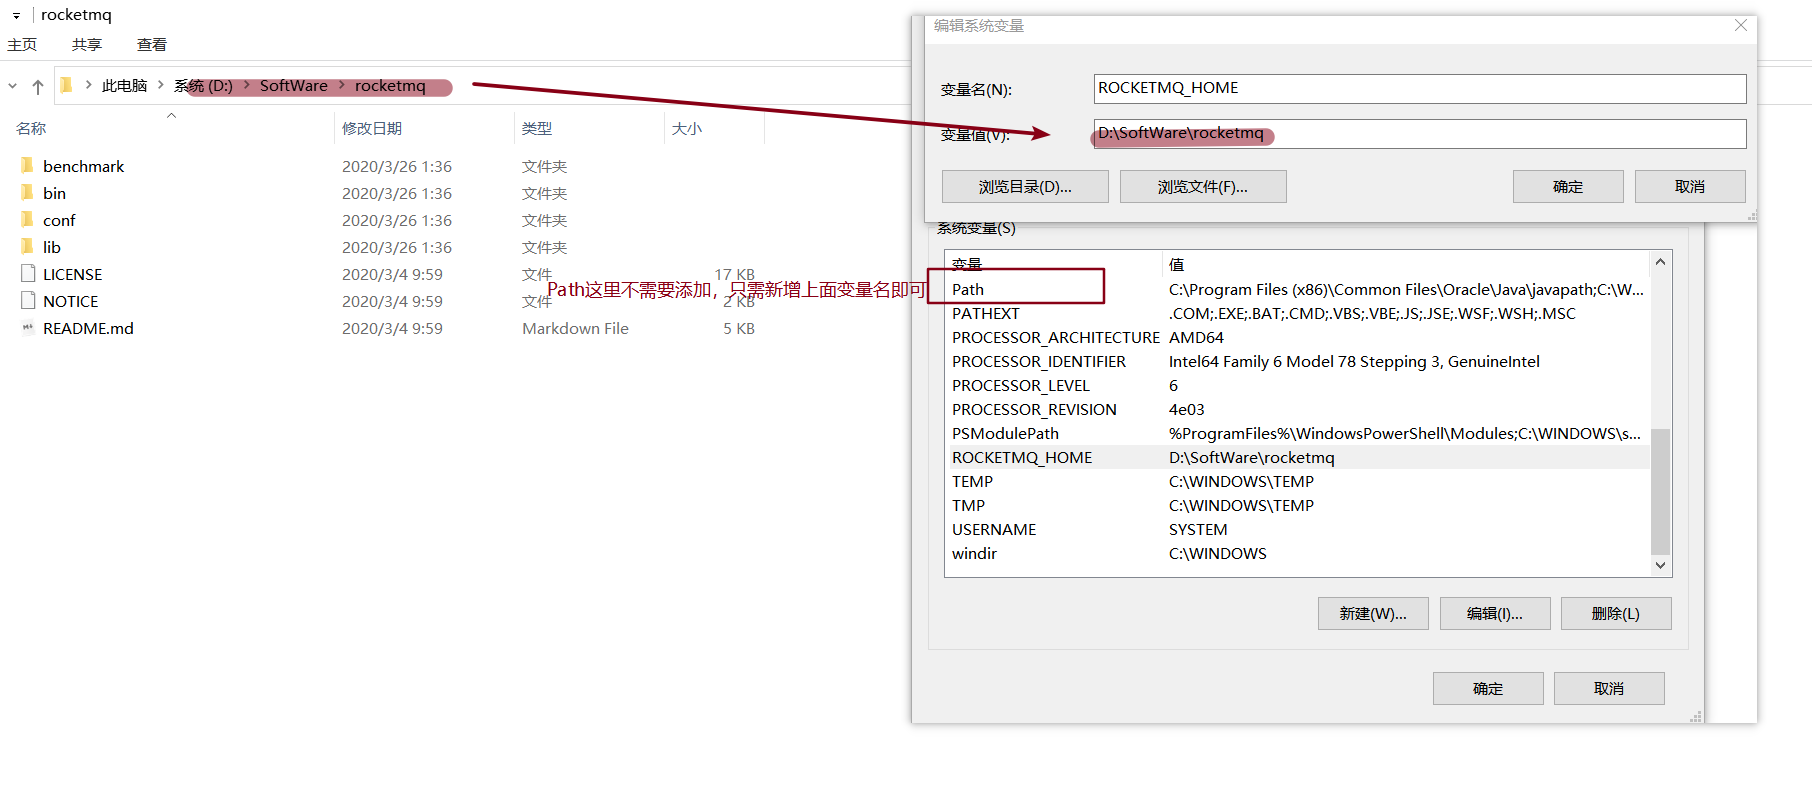 rocketmq
主页 共享 查看
此电脑 系统 (D:) SoftWare rocketmq
名称 修改日期 类型 大小
benchmark 2020/3/26 1:36 文件夹
bin 2020/3/26 1:36 文件夹
conf 2020/3/26 1:36 文件夹
lib 2020/3/26 1:36 文件夹
LICENSE 2020/3/4 9:59 文件 17 KB
NOTICE 2020/3/4 9:59 文件 2 KB
README.md 2020/3/4 9:59 Markdown File 5 KB
Path这里不需要添加，只需新增上面变量名即可
编辑系统变量
变量名(N): ROCKETMQ_HOME
变量值(V): D:\SoftWare\rocketmq
浏览目录(D)... 浏览文件(F)... 确定 取消
系统变量(S)
变量 值
Path C:\Program Files (x86)\Common Files\Oracle\Java\javapath;C:\W...
PATHEXT .COM;.EXE;.BAT;.CMD;.VBS;.VBE;.JS;.JSE;.WSF;.WSH;.MSC
PROCESSOR_ARCHITECTURE AMD64
PROCESSOR_IDENTIFIER Intel64 Family 6 Model 78 Stepping 3, GenuineIntel
PROCESSOR_LEVEL 6
PROCESSOR_REVISION 4e03
PSModulePath %ProgramFiles%\WindowsPowerShell\Modules;C:\WINDOWS\s...
ROCKETMQ_HOME D:\SoftWare\rocketmq
TEMP C:\WINDOWS\TEMP
TMP C:\WINDOWS\TEMP
USERNAME SYSTEM
windir C:\WINDOWS
新建(W)... 编辑(I)... 删除(L)
确定 取消